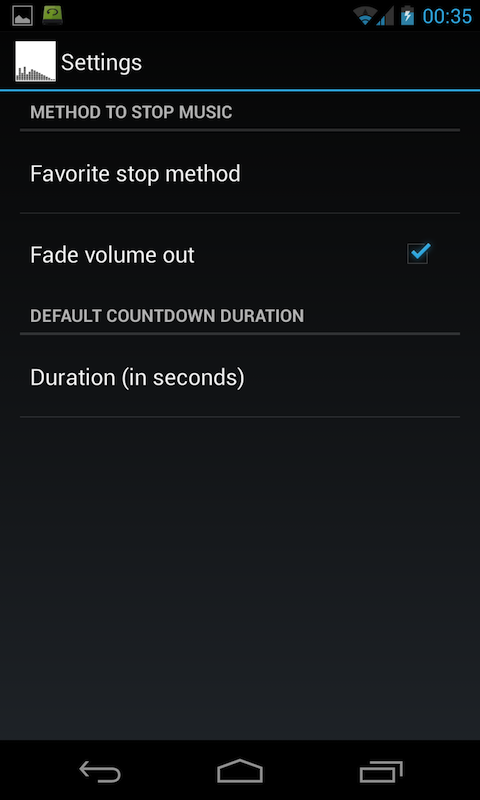 00:35
Settings
METHOD TO STOP MUSIC
Favorite stop method
Fade volume out
DEFAULT COUNTDOWN DURATION
Duration (in seconds)